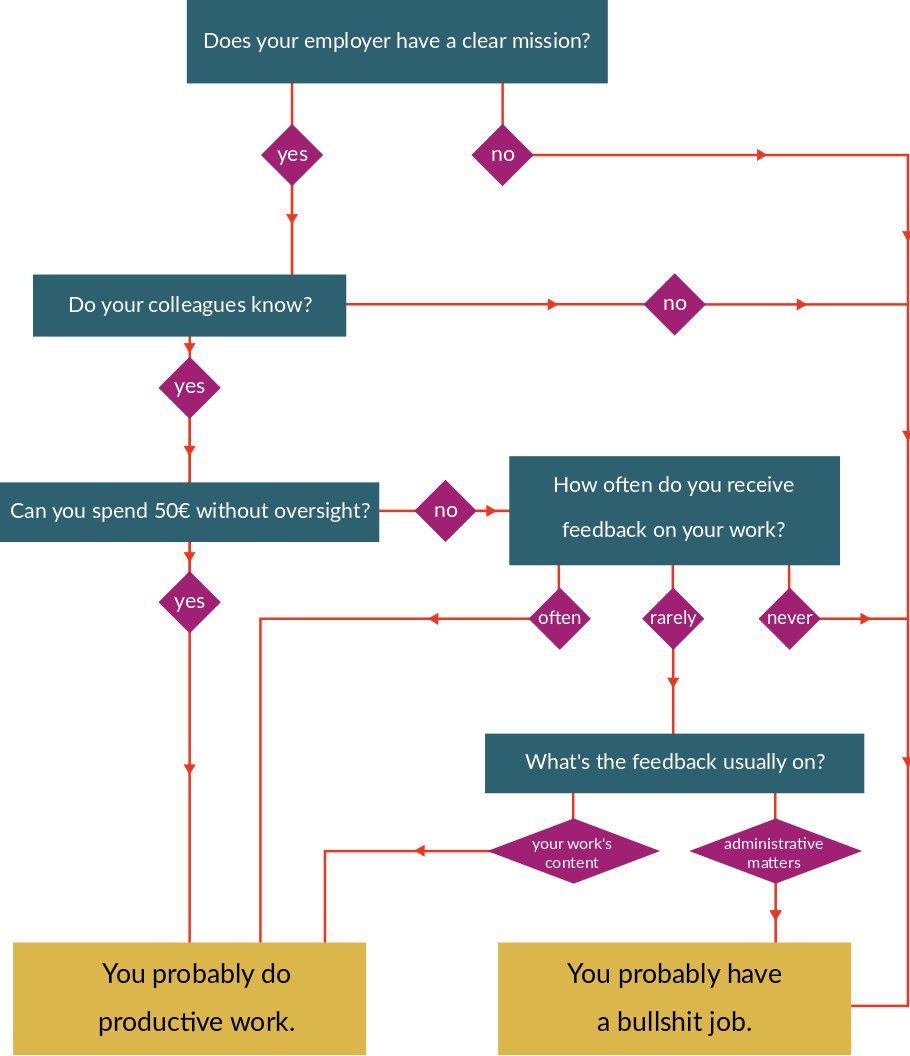 Does your employer have a clear mission?
yes
no
Do your colleagues know?
no
yes
Can you spend 50€ without oversight?
no
How often do you receive
feedback on your work?
yes
often
rarely
never
What's the feedback usually on?
your work's
content
administrative
matters
You probably do
productive work.
You probably have
a bullshit job.